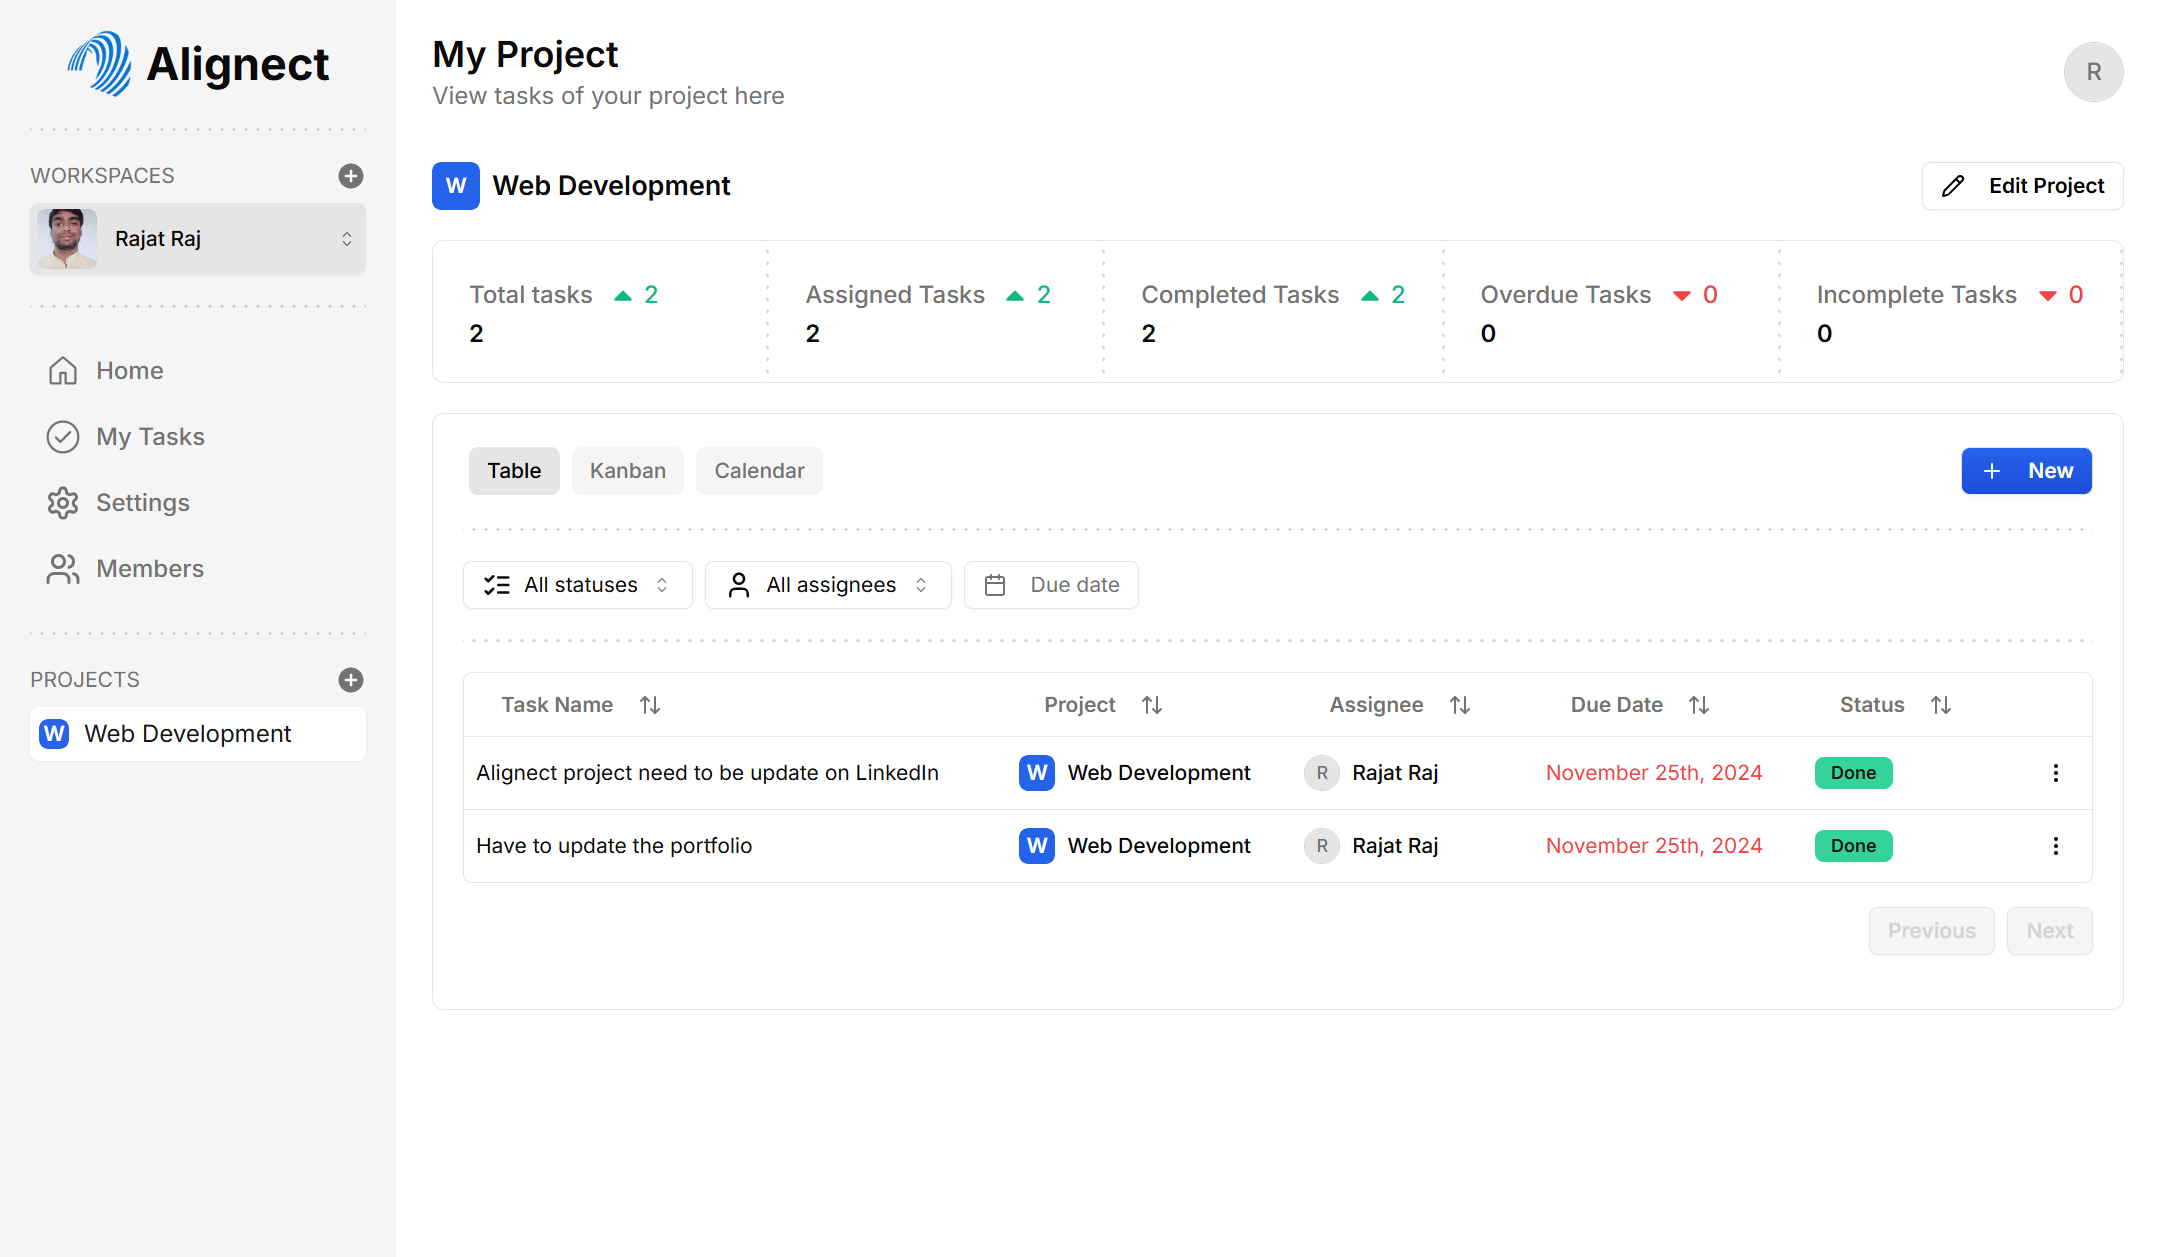 Alignect
WORKSPACES
Rajat Raj
Home
My Tasks
Settings
Members
PROJECTS
W Web Development
My Project
View tasks of your project here
R
W Web Development
Edit Project
Total tasks 2
2
Assigned Tasks 2
2
Completed Tasks 2
2
Overdue Tasks 0
0
Incomplete Tasks 0
0
Table Kanban Calendar
New
All statuses All assignees Due date
Task Name Project Assignee Due Date Status
Alignect project need to be update on LinkedIn W Web Development R Rajat Raj November 25th, 2024 Done
Have to update the portfolio W Web Development R Rajat Raj November 25th, 2024 Done
Previous Next